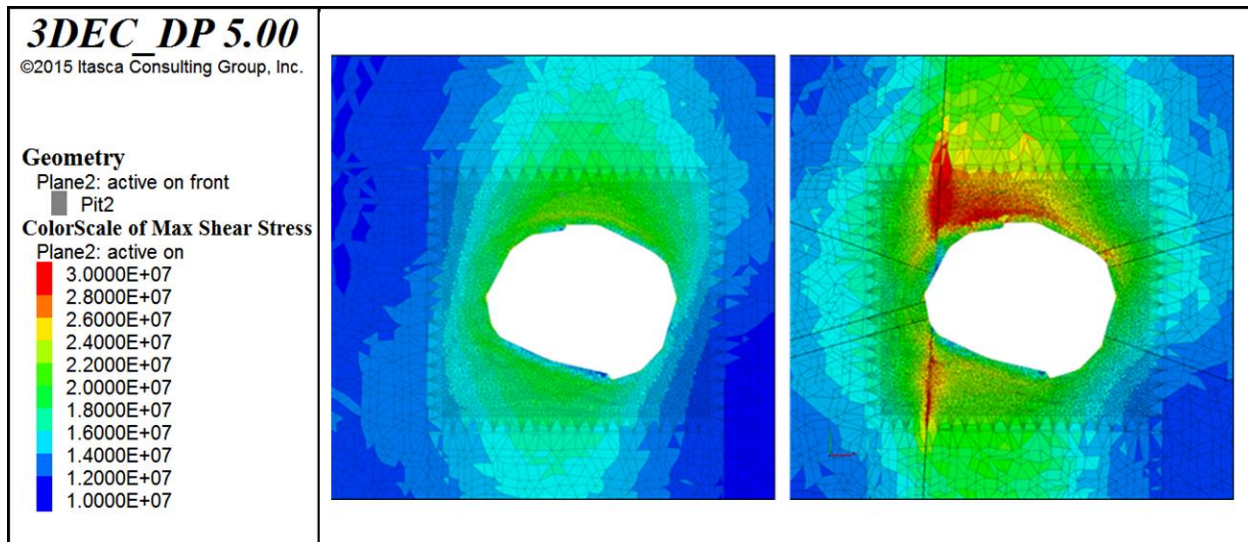 3DEC_DP 5.00
©2015 Itasca Consulting Group, Inc.
Geometry
Plane2: active on front
Pit2
ColorScale of Max Shear Stress
Plane2: active on
3.0000E+07
2.8000E+07
2.6000E+07
2.4000E+07
2.2000E+07
2.0000E+07
1.8000E+07
1.6000E+07
1.4000E+07
1.2000E+07
1.0000E+07